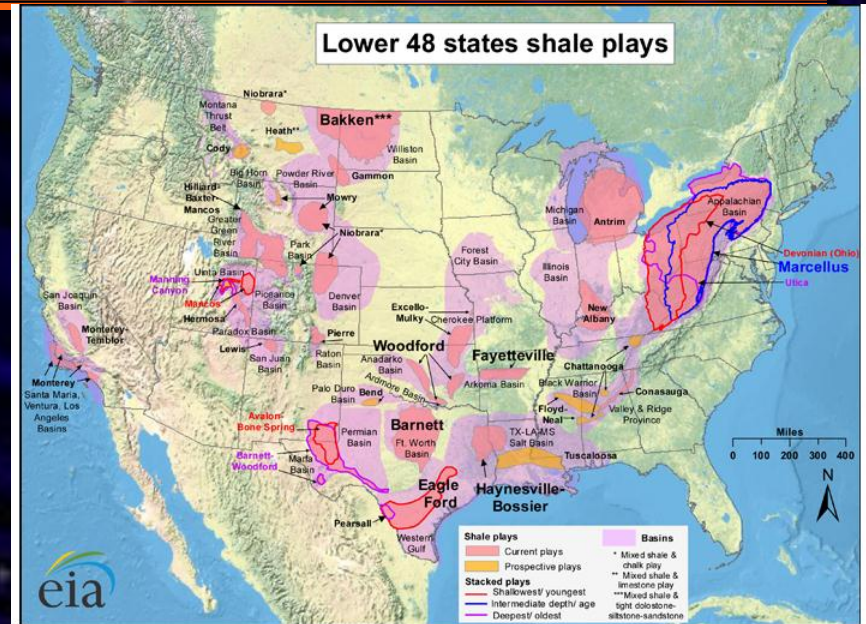 Lower 48 states shale plays
Niobrara*
Montana
Thrust
Belt
Bakken***
Heath**
Cody
Williston
Basin
Big Horn
Basin
Powder River
Basin
Gammon
Hilliard-
Baxter-
Mancos
Mowry
Greater
Green
River
Basin
Park
Basin
Niobrara*
Michigan
Basin
Antrim
Appalachian
Basin
Devonian (Ohio)
Marcellus
Utica
Forest
City Basin
Illinois
Basin
Uinta Basin
Manning
Canyon
Mancos
Piceance
Basin
Denver
Basin
San Joaquin
Basin
Hermosa
Paradox Basin
Excello-
Mulky
Cherokee Platform
New
Albany
Monterey-
Temblor
Pierre
Lewis
San Juan
Basin
Raton
Basin
Woodford
Anadarko
Basin
Fayetteville
Chattanooga
Monterey
Santa Maria,
Ventura, Los
Angeles
Basins
Palo Duro
Basin
Bend
Ardmore Basin
Arkoma Basin
Black Warrior
Basin
Conasauga
Floyd-
Neal
Valley & Ridge
Province
Avalon-
Bone Spring
Permian
Basin
Barnett
Ft. Worth
Basin
TX-LA-MS
Salt Basin
Tuscaloosa
Barnett-
Woodford
Marfa
Basin
Eagle
Ford
Haynesville-
Bossier
Pearsall
Western
Gulf
Miles
0 100 200 300 400
N
Shale plays
Current plays
Prospective plays
Stacked plays
Shallowest/ youngest
Intermediate depth/ age
Deepest/ oldest
Basins
* Mixed shale &
chalk play
** Mixed shale &
limestone play
***Mixed shale &
tight dolostone-
siltstone-sandstone
eia